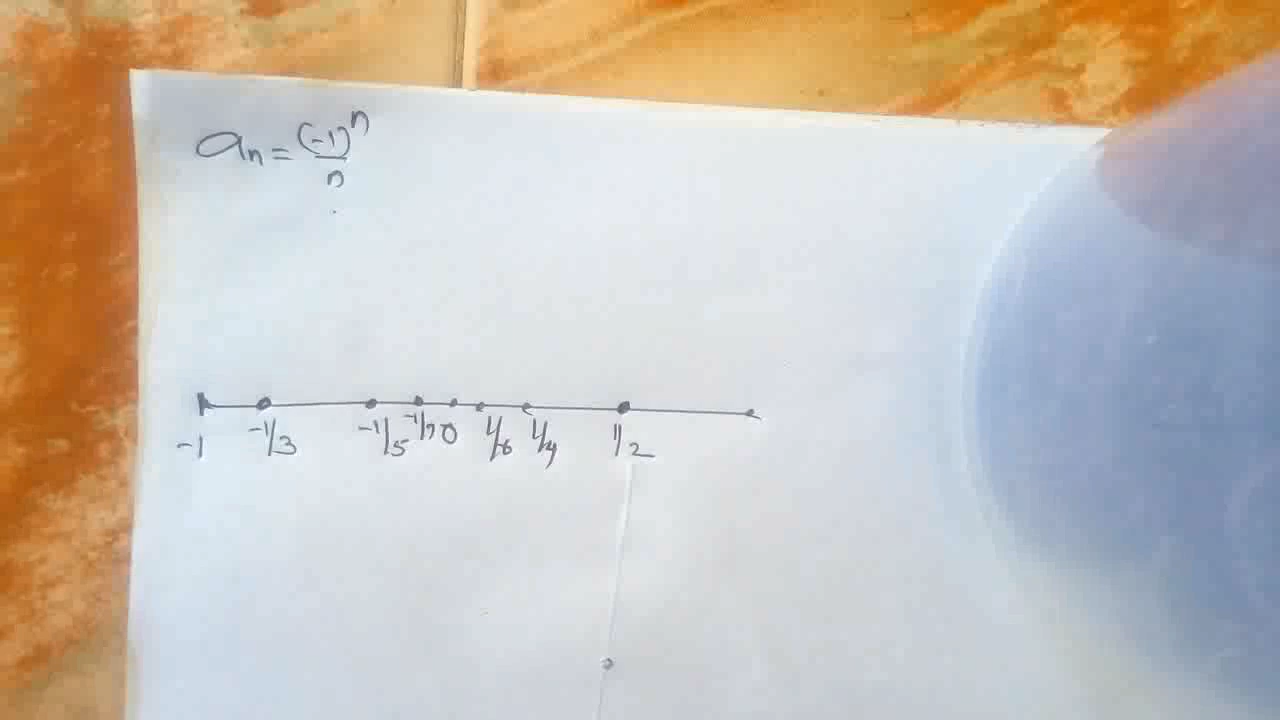 aₙ = (-1)ⁿ/n
-1 -1/3 -1/5 -1/7 0 1/6 1/4 1/2